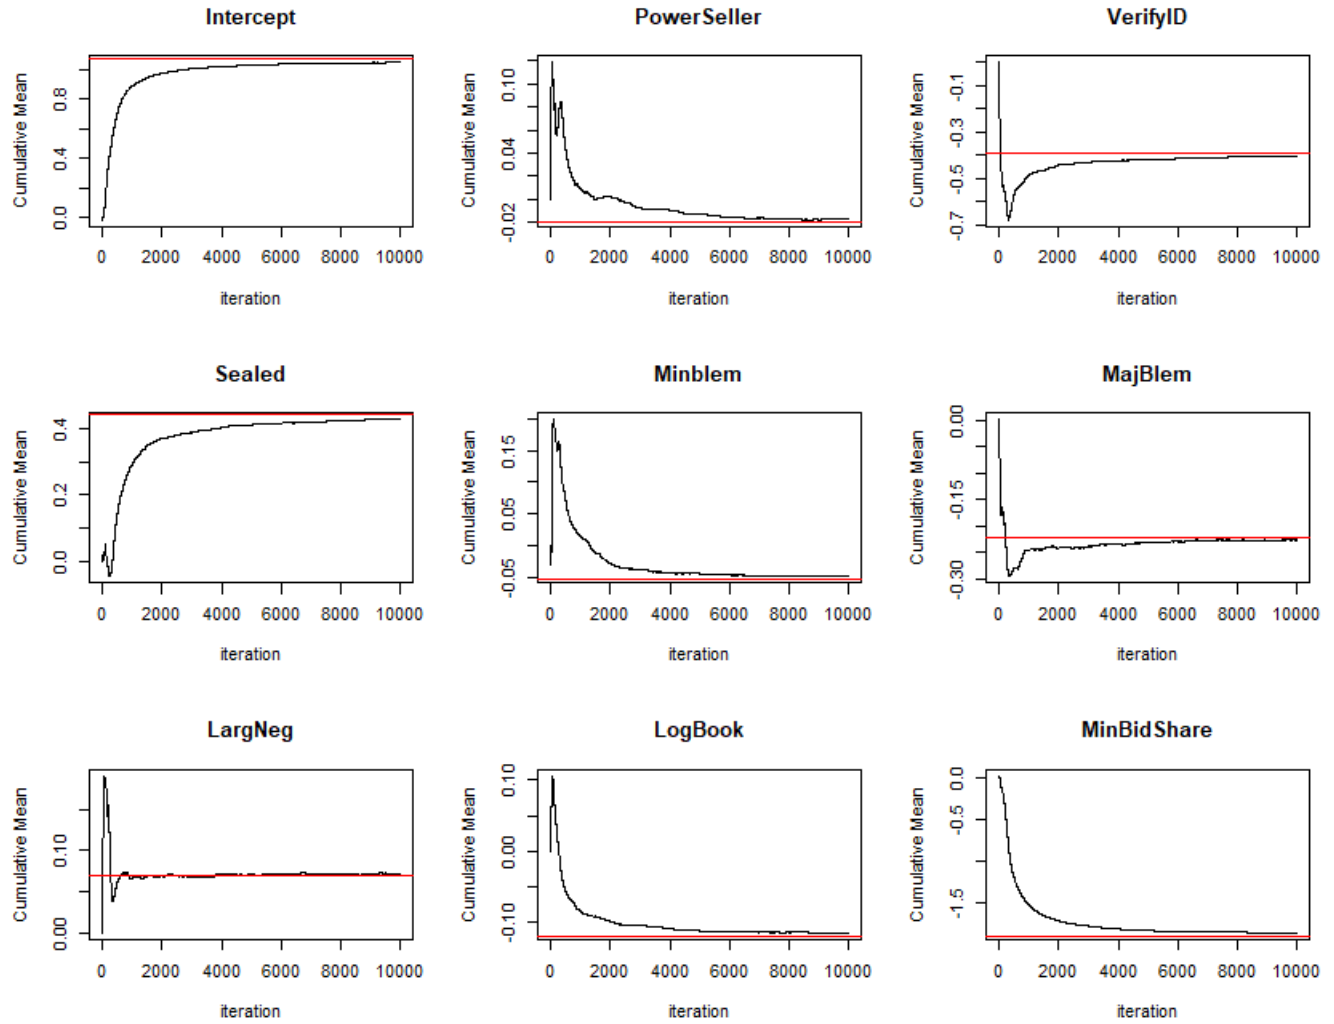 Intercept
Cumulative Mean
0.0 0.4 0.8
0 2000 4000 6000 8000 10000
iteration
PowerSeller
Cumulative Mean
-0.02 0.04 0.10
0 2000 4000 6000 8000 10000
iteration
VerifyID
Cumulative Mean
-0.7 -0.5 -0.3 -0.1
0 2000 4000 6000 8000 10000
iteration
Sealed
Cumulative Mean
0.0 0.2 0.4
0 2000 4000 6000 8000 10000
iteration
Minblem
Cumulative Mean
-0.05 0.05 0.15
0 2000 4000 6000 8000 10000
iteration
MajBlem
Cumulative Mean
-0.30 -0.15 0.00
0 2000 4000 6000 8000 10000
iteration
LargNeg
Cumulative Mean
0.00 0.10
0 2000 4000 6000 8000 10000
iteration
LogBook
Cumulative Mean
-0.10 0.00 0.10
0 2000 4000 6000 8000 10000
iteration
MinBidShare
Cumulative Mean
-1.5 -0.5 0.0
0 2000 4000 6000 8000 10000
iteration